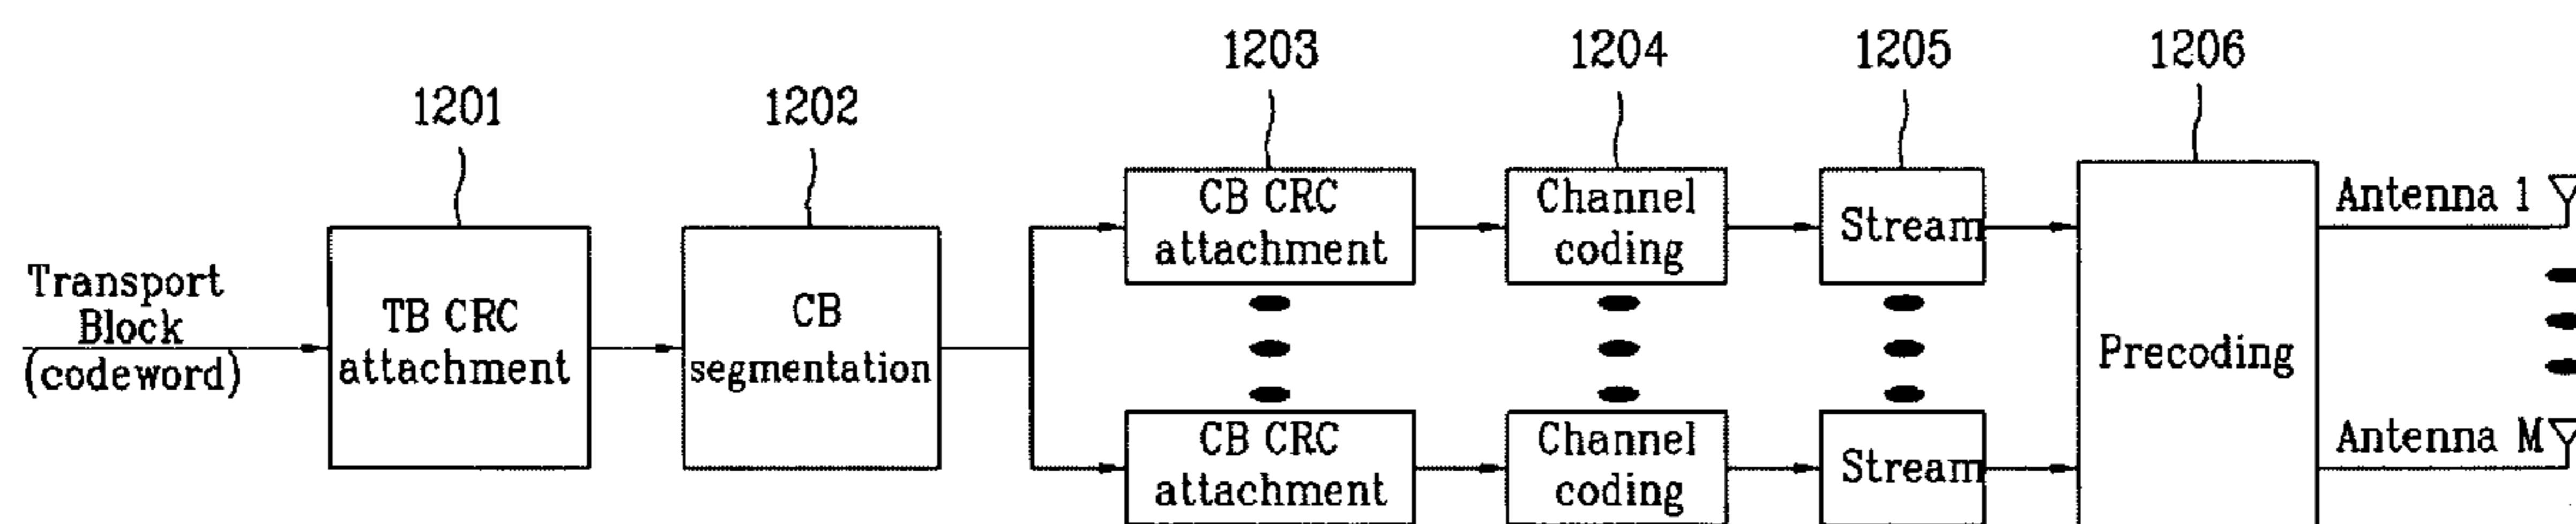 1203
1204
1205
1206
1201
1202
CB CRC
attachment
Channel
coding
Stream
Antenna 1
Transport
Block
(codeword)
TB CRC
attachment
CB
segmentation
Precoding
CB CRC
attachment
Channel
coding
Stream
Antenna M